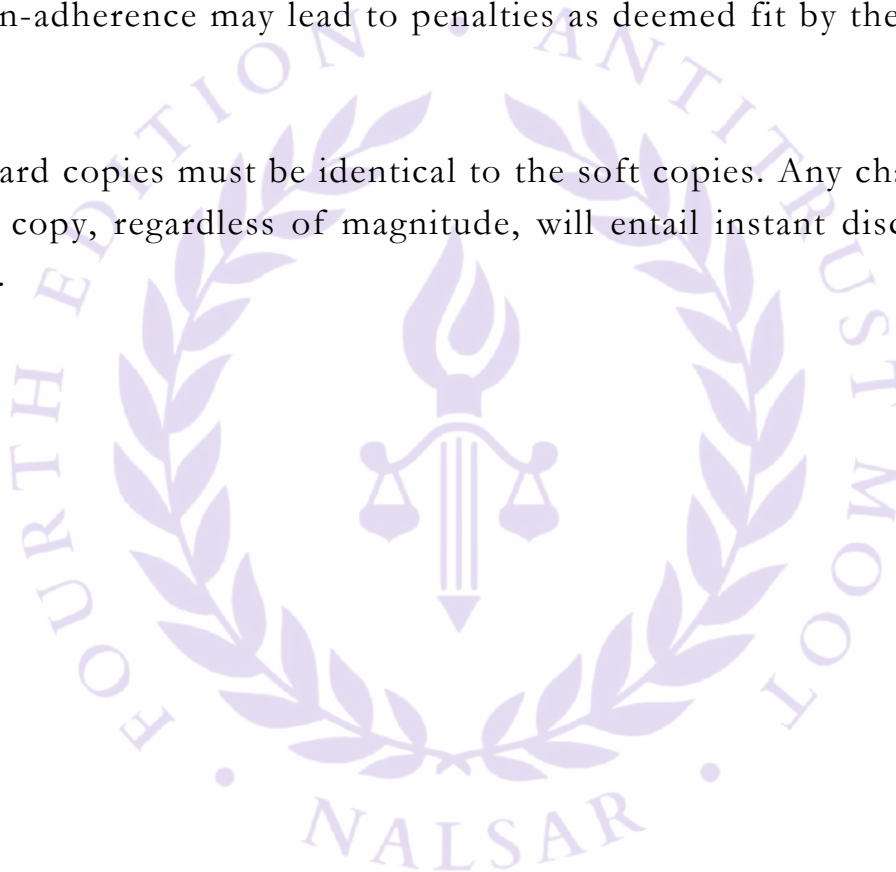 n-adherence may lead to penalties as deemed fit by the
ard copies must be identical to the soft copies. Any cha
copy, regardless of magnitude, will entail instant disc
.
FOURTH EDITION • ANTITRUST MOOT • NALSAR •